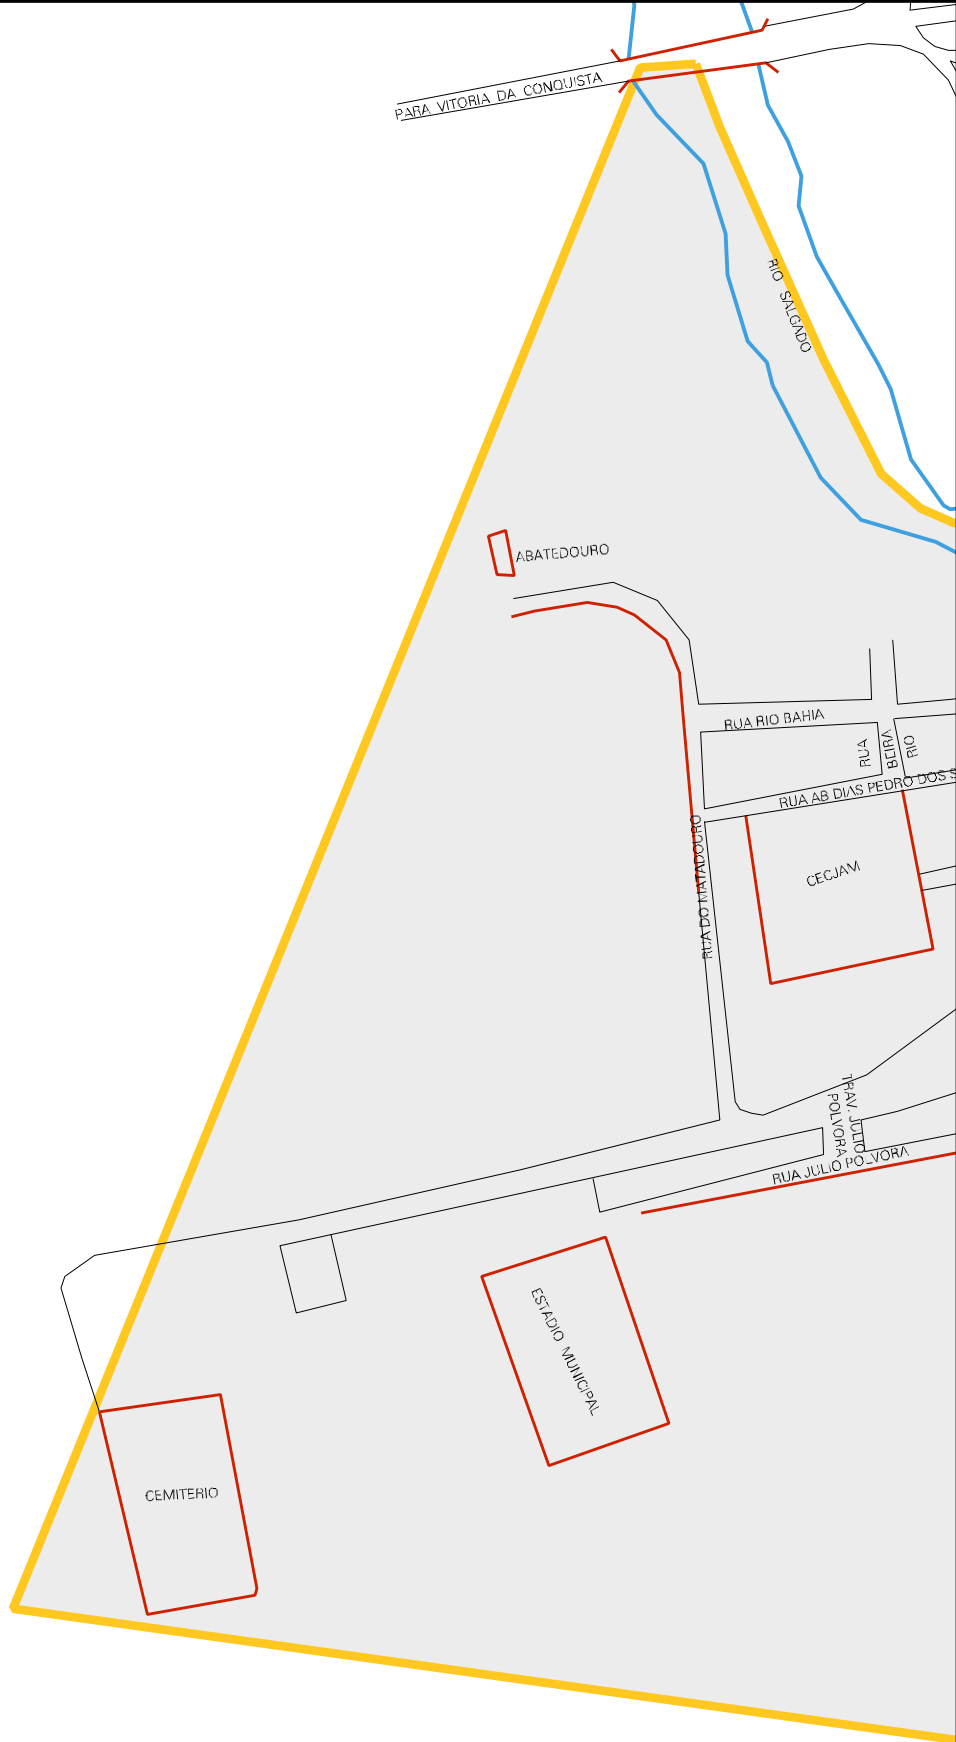 PARA VITORIA DA CONQUISTA
RIO SALGADO
ABATEDOURO
RUA RIO BAHIA
RUA
BEIRA
RIO
RUA AB DIAS PEDRO DOS S
RUA DO MATADOURO
CECJAM
TRAV. JULIO
POLVORA
RUA JULIO POLVORA
ESTADIO MUNICIPAL
CEMITERIO